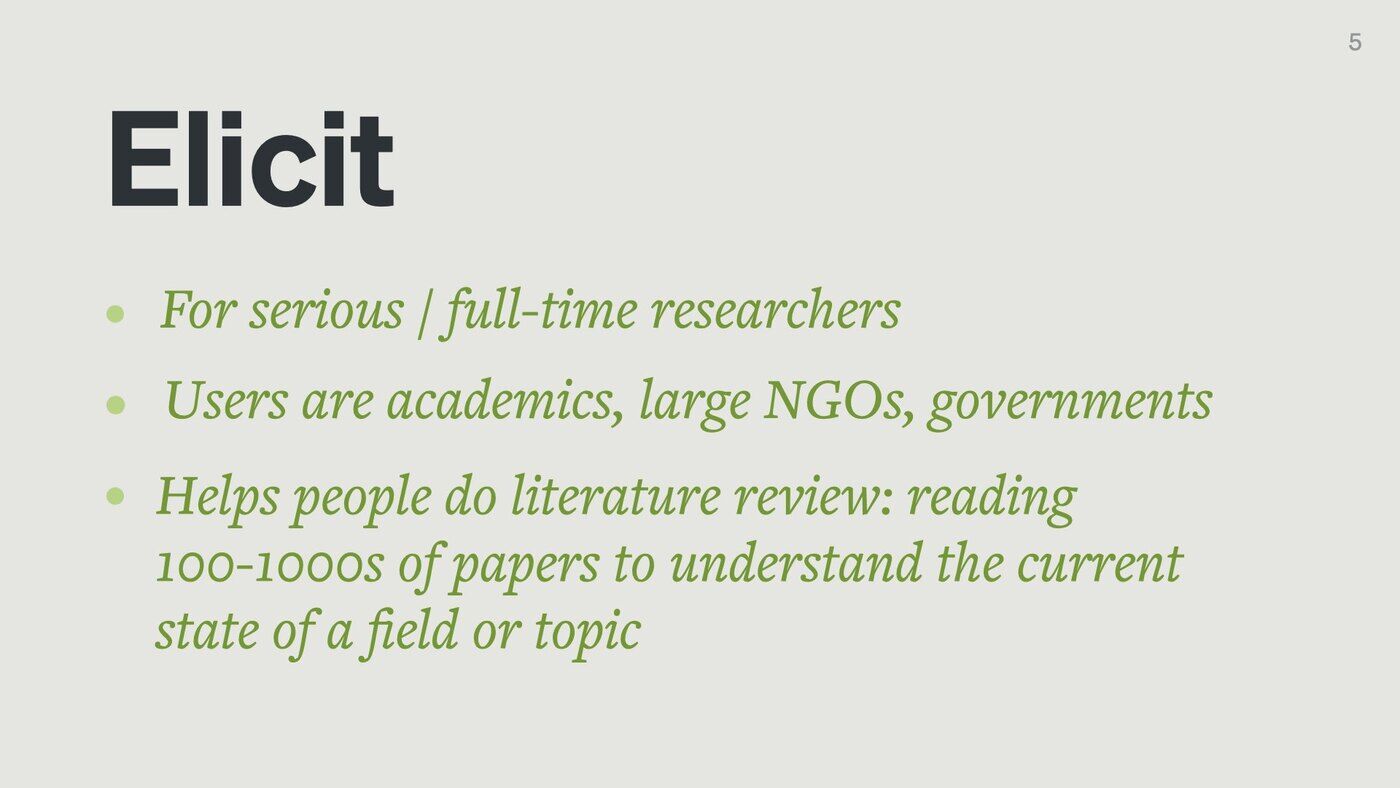 5
Elicit
• For serious / full-time researchers
• Users are academics, large NGOs, governments
• Helps people do literature review: reading
100-1000s of papers to understand the current
state of a field or topic